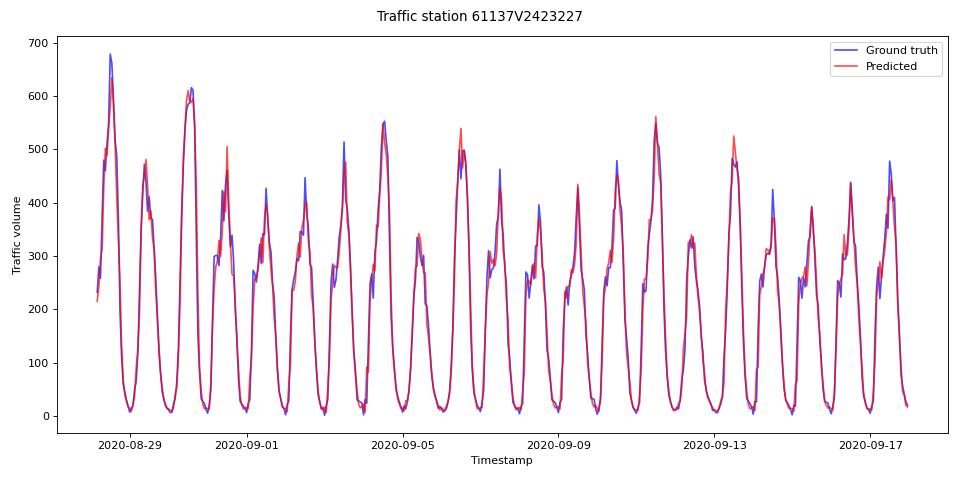 Traffic station 61137V2423227
Ground truth
Predicted
Traffic volume
700
600
500
400
300
200
100
0
2020-08-29
2020-09-01
2020-09-05
2020-09-09
2020-09-13
2020-09-17
Timestamp